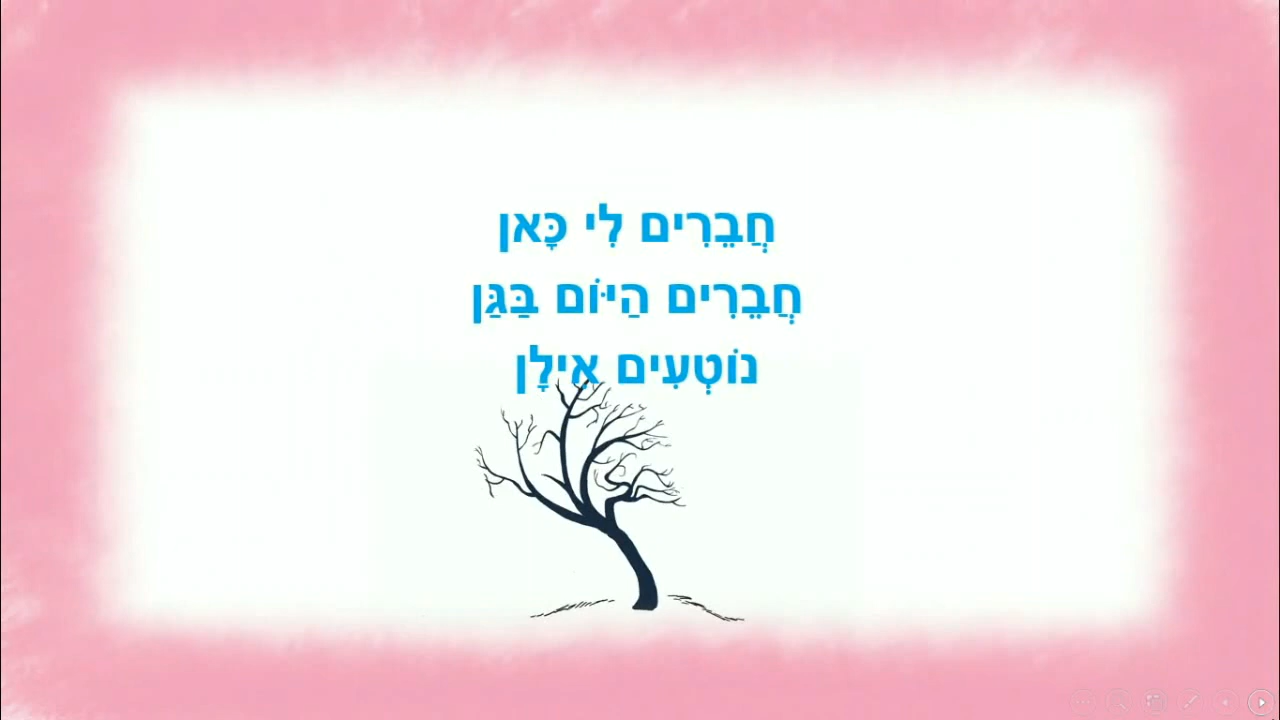 חֲבֵרִים לִי כָּאן
חֲבֵרִים הַיּוֹם בַּגַּן
נוֹטְעִים אִילָן